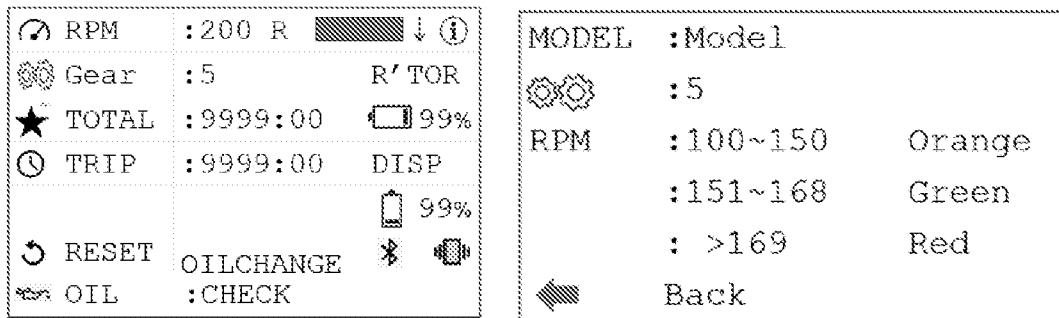 RPM :200 R
Gear :5 R'TOR
TOTAL :9999:00 99%
TRIP :9999:00 DISP
99%
RESET OILCHANGE
OIL :CHECK
MODEL :Model
:5
RPM :100~150 Orange
:151~168 Green
: >169 Red
Back